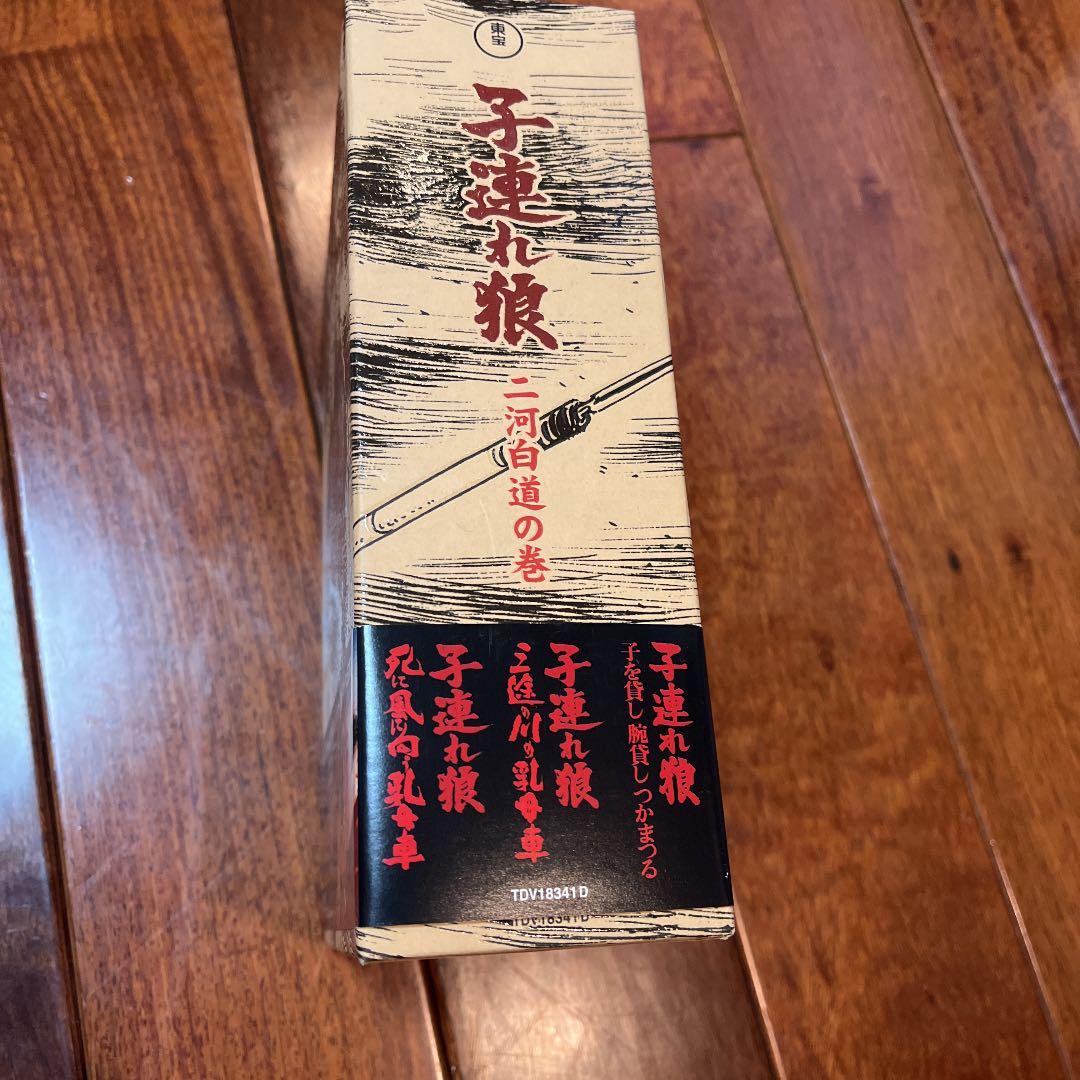 東宝
子連れ狼
二河白道の巻
子連れ狼
子を貸し腕貸しつかまつる
子連れ狼
三途の川の乳母車
子連れ狼
死に風に向う乳母車
TDV18341D
TDV18341D